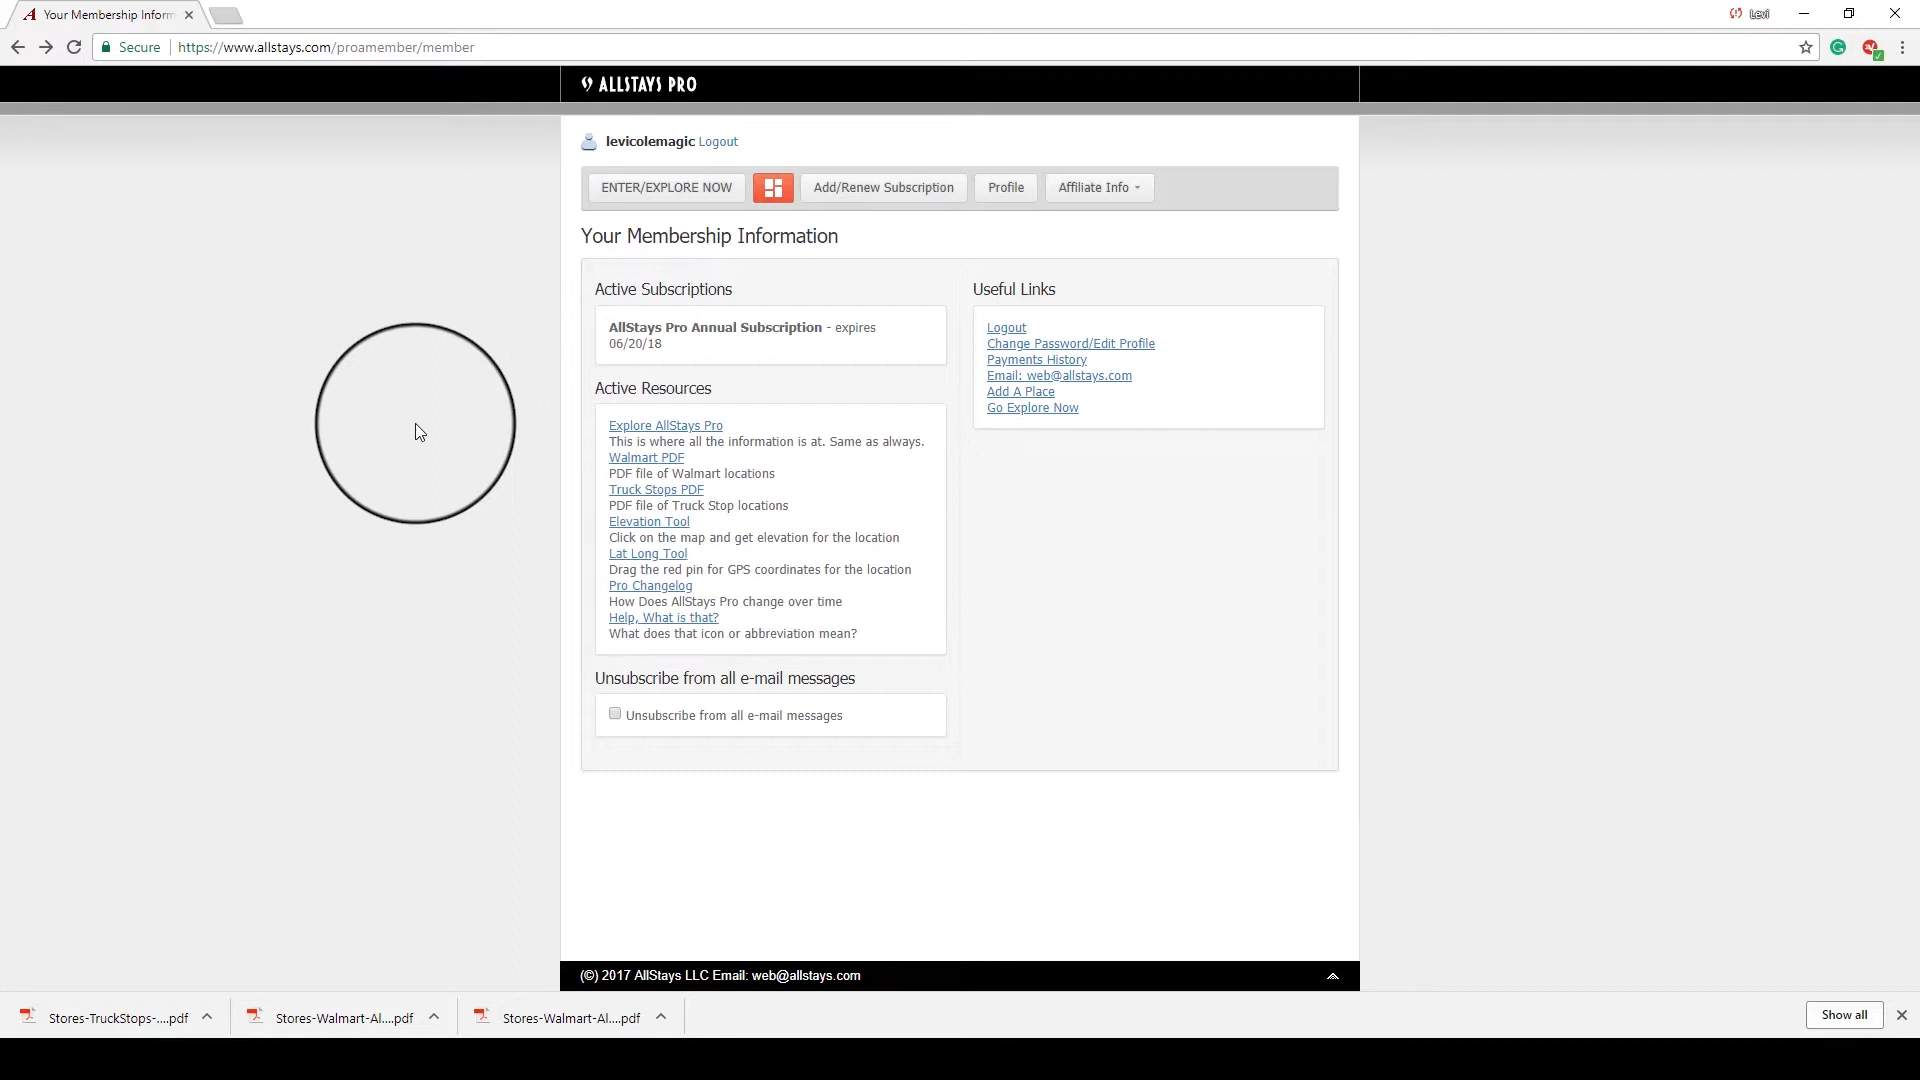 Your Membership Inform
Levi
Secure
https://www.allstays.com/proamember/member
ALLSTAYS PRO
levicolemagic Logout
ENTER/EXPLORE NOW
Add/Renew Subscription
Profile
Affiliate Info
Your Membership Information
Active Subscriptions
AllStays Pro Annual Subscription - expires
06/20/18
Active Resources
Explore AllStays Pro
This is where all the information is at. Same as always.
Walmart PDF
PDF file of Walmart locations
Truck Stops PDF
PDF file of Truck Stop locations
Elevation Tool
Click on the map and get elevation for the location
Lat Long Tool
Drag the red pin for GPS coordinates for the location
Pro Changelog
How Does AllStays Pro change over time
Help, What is that?
What does that icon or abbreviation mean?
Unsubscribe from all e-mail messages
Unsubscribe from all e-mail messages
Useful Links
Logout
Change Password/Edit Profile
Payments History
Email: web@allstays.com
Add A Place
Go Explore Now
(©) 2017 AllStays LLC Email: web@allstays.com
Stores-TruckStops-....pdf
Stores-Walmart-Al....pdf
Stores-Walmart-Al....pdf
Show all